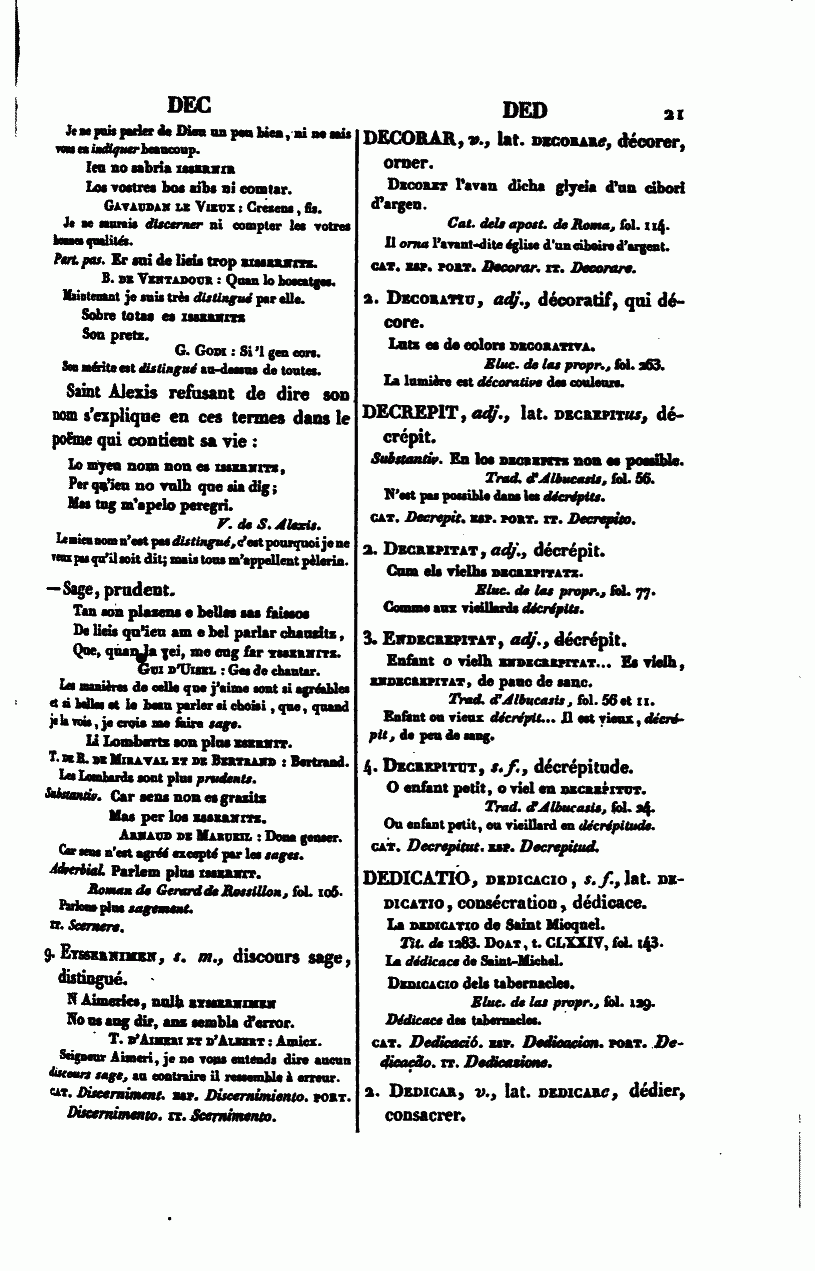 DEC
DED
21
Je ne puis parler de Dieu un peu bien, ni ne sais
vous en indiquer beaucoup.
Ieu no sabria issernir
Los vostres bos aibs ni comtar.
Gavaudan le Vieux : Crezens, fis.
Je ne saurais discerner ni compter les votres
bonnes qualités.
Part. pas. Er sui de lieis trop eissernitz.
B. de Ventadour : Quan lo boscatges.
Maintenant je suis très distingué par elle.
Sobre totas es issernitz
Son pretz.
G. Godi : Si 'l gen cors.
Son mérite est distingué au-dessus de toutes.
Saint Alexis refusant de dire son
nom s'explique en ces termes dans le
poëme qui contient sa vie :
Lo m'yeu nom non es issernits,
Per qu'ieu no vulh que sia dig ;
Mas tug m'apelo peregri.
V. de S. Alexis.
Le mieu nom n'est pas distingué, c'est pourquoi je ne
veux pas qu'il soit dit; mais tous m'appellent pèlerin.
— Sage, prudent.
Tan son plazens e bellas sas faissos
De lieis qu'ieu am e bel parlar chauzitz,
Que, quan la vei, me cug far yssernitz.
Gui d'Uisel : Ges de chantar.
Les manières de celle que j'aime sont si agréables
et si belles et le beau parler si choisi, que, quand
je la vois, je crois me faire sage.
Li Lombartz son plus esernit.
T. de R. de Miraval et de Bertrand : Bertrand.
Les Lombards sont plus prudents.
Substantiv. Car sens non es grazitz
Mas per los essernitz.
Arnaud de Marueil : Dona genser.
Car sens n'est agréé excepté par les sages.
Adverbial. Parlem plus issernit.
Roman de Gerard de Rossillon, fol. 106.
Parlons plus sagement.
it. Scernere.
9. Eyssernimen, s. m., discours sage,
distingué.
N Aimerics, nulh eyssernimen
No us aug dir, ans sembla d'error.
T. d'Aimeri et d'Albert : Amicx.
Seigneur Aimeri, je ne vous entends dire aucun
discours sage, au contraire il ressemble à erreur.
cat. Discerniment. esp. Discernimiento. port.
Discernimento. it. Scernimento.
DECORAR, v., lat. decorare, décorer,
orner.
Decoret l'avan dicha glyeia d'un cibori
d'argen.
Cat. dels apost. de Roma, fol. 114.
Il orna l'avant-dite église d'un ciboire d'argent.
cat. esp. port. Decorar. it. Decorare.
2. Decoratiu, adj., décoratif, qui dé-
core.
Lutz es de colors decorativa.
Eluc. de las propr., fol. 263.
La lumière est décorative des couleurs.
DECREPIT, adj., lat. decrepitus, dé-
crépit.
Substantiv. En los decrepits non es possible.
Trad. d'Albucasis, fol. 56.
N'est pas possible dans les décrépits.
cat. Decrepit. esp. port. it. Decrepito.
2. Decrepitat, adj., décrépit.
Cum els vielhs decrepitatz.
Eluc. de las propr., fol. 77.
Comme aux vieillards décrépits.
3. Endecrepitat, adj., décrépit.
Enfant o vielh endecrepitat... Es vielh,
endecrepitat, de pauc de sanc.
Trad. d'Albucasis, fol. 56 et 11.
Enfant ou vieux décrépit... Il est vieux, décré-
pit, de peu de sang.
4. Decreputut, s. f., décrépitude.
O enfant petit, o viel en decrepitut.
Trad. d'Albucasis, fol. 24.
Ou enfant petit, ou vieillard en décrépitude.
cat. Decrepitut. esp. Decrepitud.
DEDICATIO, dedicacio, s. f., lat. de-
dicatio, consécration, dédicace.
La dedicatio de Saint Micquel.
Tit. de 1283. Doat, t. CLXXIV, fol. 143.
La dédicace de Saint-Michel.
Dedicacio dels tabernacles.
Eluc. de las propr., fol. 129.
Dédicace des tabernacles.
cat. Dedicació. esp. Dedicacion. port. De-
dicação. it. Dedicazione.
2. Dedicar, v., lat. dedicare, dédier,
consacrer.